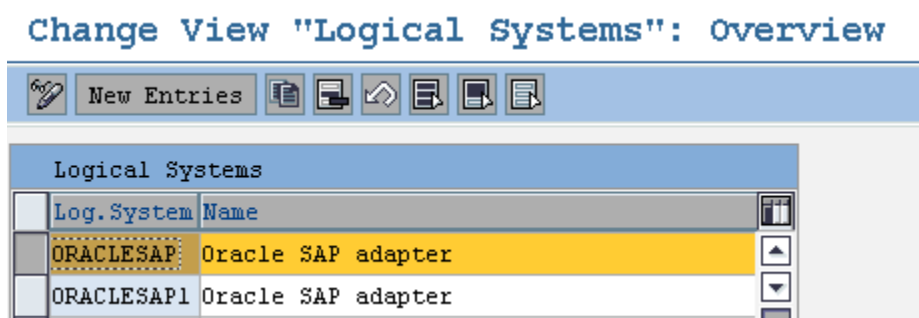 Change View "Logical Systems": Overview
New Entries
Logical Systems
Log.System Name
ORACLESAP Oracle SAP adapter
ORACLESAP1 Oracle SAP adapter